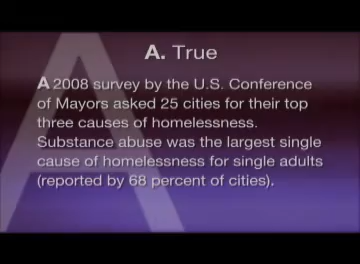 A. True
A 2008 survey by the U.S. Conference
of Mayors asked 25 cities for their top
three causes of homelessness.
Substance abuse was the largest single
cause of homelessness for single adults
(reported by 68 percent of cities).